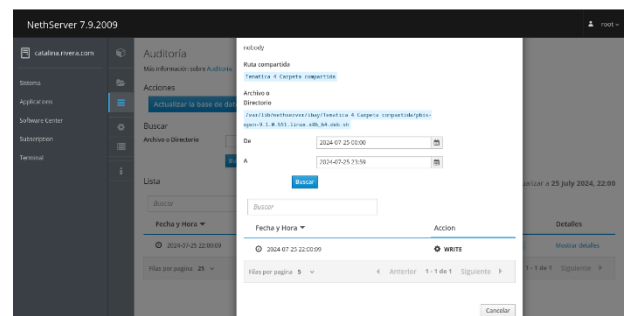 NethServer 7.9.2009
root
catalina.rivera.com
Sistema
Applications
Software Center
Subscription
Terminal
Auditoría
Más información: sobre Auditoría
Acciones
Actualizar la base de dat
Buscar
Archivo o Directorio
Lista
Buscar
Fecha y Hora
2024-07-25 22:00:09
Filas por pagina 25
nobody
Ruta compartida
Tematica 4 Carpeta compartida
Archivo o
Directorio
De
2024-07-25 00:00
A
2024-07-25 23:59
Buscar
Buscar
Fecha y Hora
Accion
2024-07-25 22:00:09
WRITE
Filas por pagina 5
Anterior 1 - 1 de 1 Siguiente
Cancelar
ualizar a 25 July 2024, 22:00
Detalles
Mostrar detalles
1 - 1 de 1 Siguiente